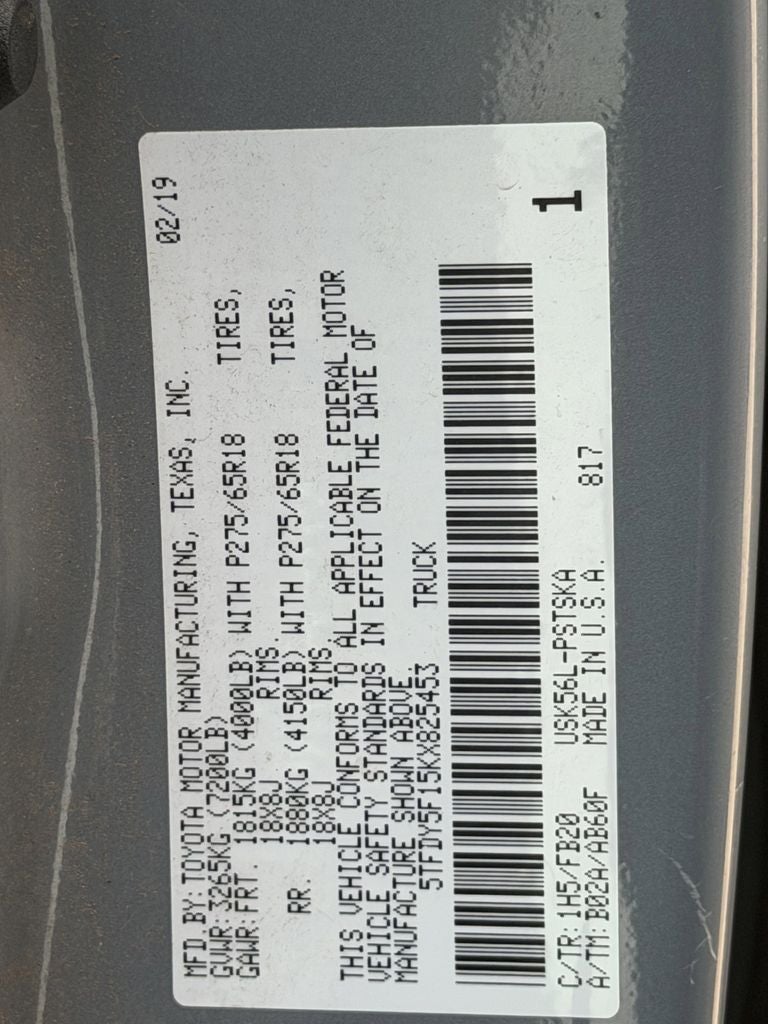 MFD.BY:TOYOTA MOTOR MANUFACTURING, TEXAS, INC. 02/19
GVWR:3265KG (7200LB)
GAWR:FRT. 1815KG (4000LB) WITH P275/65R18 TIRES,
18X8J RIMS.
RR. 1880KG (4150LB) WITH P275/65R18 TIRES,
18X8J RIMS
THIS VEHICLE CONFORMS TO ALL APPLICABLE FEDERAL MOTOR
VEHICLE SAFETY STANDARDS IN EFFECT ON THE DATE OF
MANUFACTURE SHOWN ABOVE.
5TFDY5F15KX825453 TRUCK
1
C/TR:1H5/FB20 USK56L-PSTSKA 817
A/TM:B02A/AB60F MADE IN U.S.A.